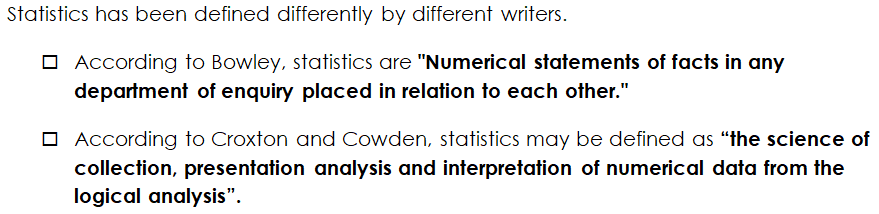 Statistics has been defined differently by different writers.
☐ According to Bowley, statistics are "Numerical statements of facts in any
department of enquiry placed in relation to each other."
☐ According to Croxton and Cowden, statistics may be defined as “the science of
collection, presentation analysis and interpretation of numerical data from the
logical analysis”.